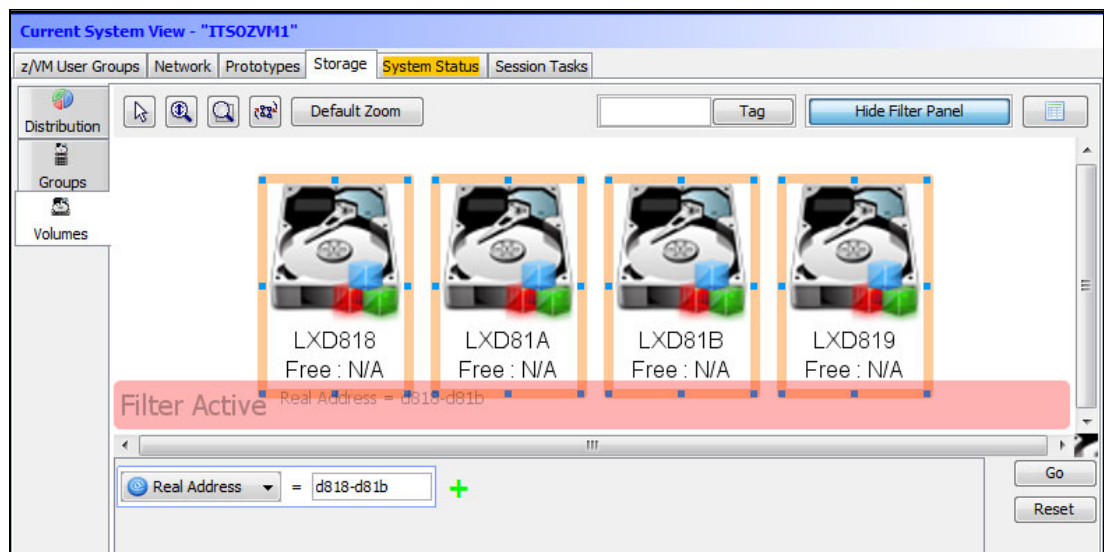 Current System View - "ITSOZVM1"
z/VM User Groups Network Prototypes Storage System Status Session Tasks
Distribution
Default Zoom Tag Hide Filter Panel
Groups
Volumes
LXD818 LXD81A LXD81B LXD819
Free : N/A Free : N/A Free : N/A Free : N/A
Filter Active Real Address = d818-d81b
Real Address = d818-d81b
Go
Reset